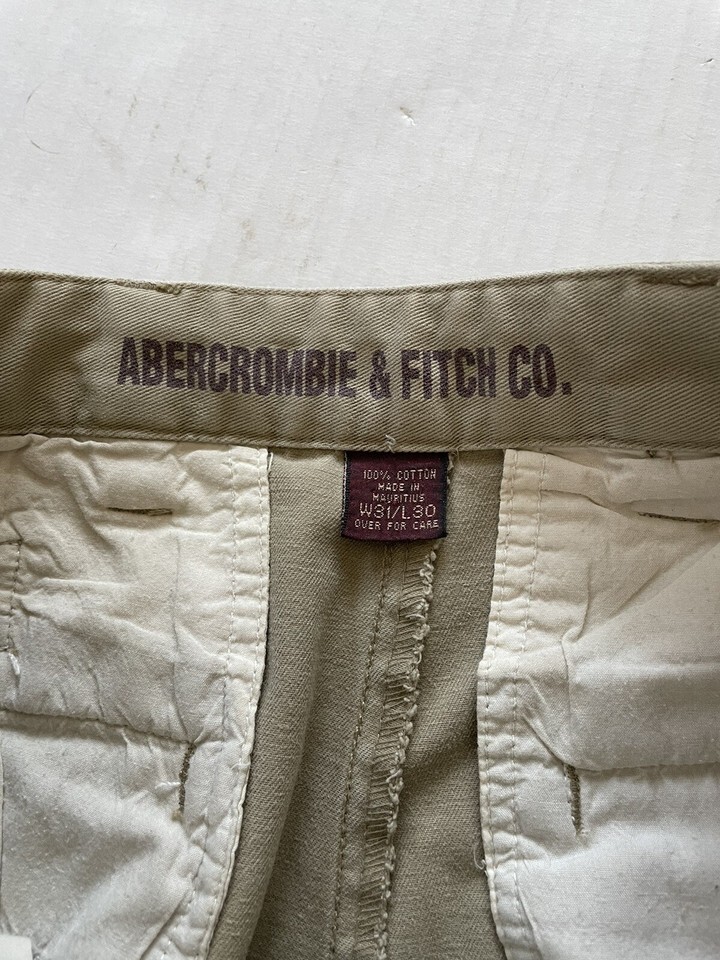 ABERCROMBIE & FITCH CO.
100% COTTON
MADE IN
MAURITIUS
W31/L30
OVER FOR CARE